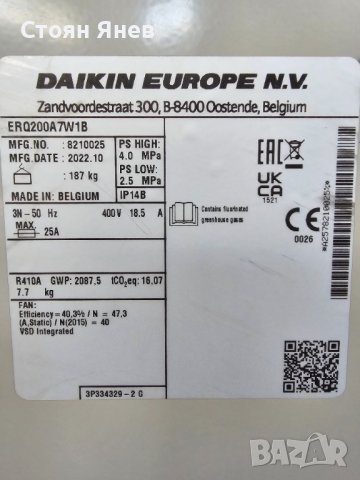 Стоян Янев
DAIKIN EUROPE N.V.
Zandvoordestraat 300, B-8400 Oostende, Belgium
ERQ200A7W1B
MFG.NO. : 8210025
MFG.DATE : 2022.10
: 187 kg
PS HIGH:
4.0 MPa
PS LOW:
2.5 MPa
MADE IN: BELGIUM
IP14B
3N~50 Hz 400 V 18.5 A
MAX.
25A
EAC
UK
CA
1521
Contains fluorinated
greenhouse gases
CE
0026
R410A GWP: 2087.5 tCO2eq: 16.07
7.7 kg
FAN:
Efficiency=40,3% / N = 47,3
(A,Static) / N(2015) = 40
VSD Integrated
3P334329-2 G
bazar